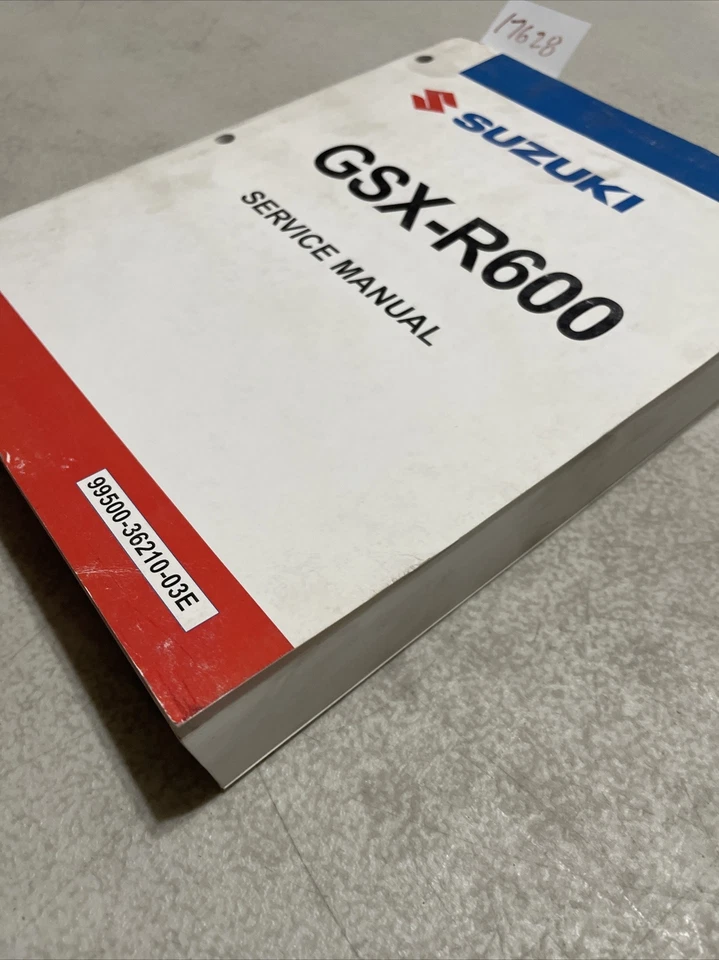 17628
SUZUKI
GSX-R600
SERVICE MANUAL
99500-36210-03E